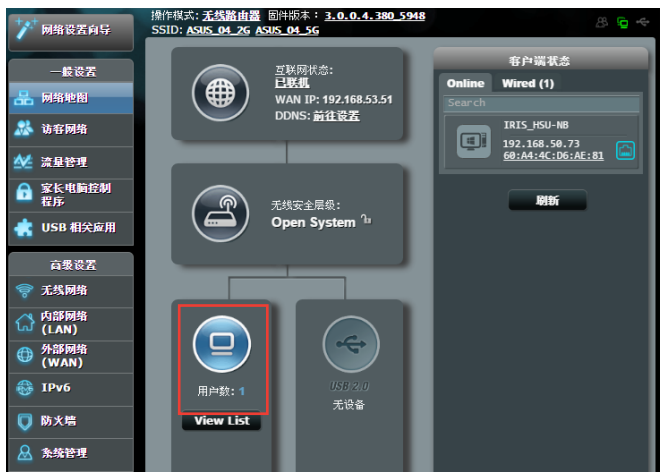 网络设置向导
操作模式: 无线路由器 固件版本: 3.0.0.4.380_5948
SSID: ASUS_04_2G ASUS_04_5G
一般设置
网络地图
访客网络
流量管理
家长电脑控制
程序
USB 相关应用
高级设置
无线网络
内部网络
(LAN)
外部网络
(WAN)
IPv6
防火墙
系统管理
互联网状态:
已联机
WAN IP: 192.168.53.51
DDNS: 前往设置
无线安全层级:
Open System
用户数: 1
View List
USB 2.0
无设备
客户端状态
Online Wired (1)
Search
IRIS_HSU-NB
192.168.50.73
60:A4:4C:D6:AE:81
刷新